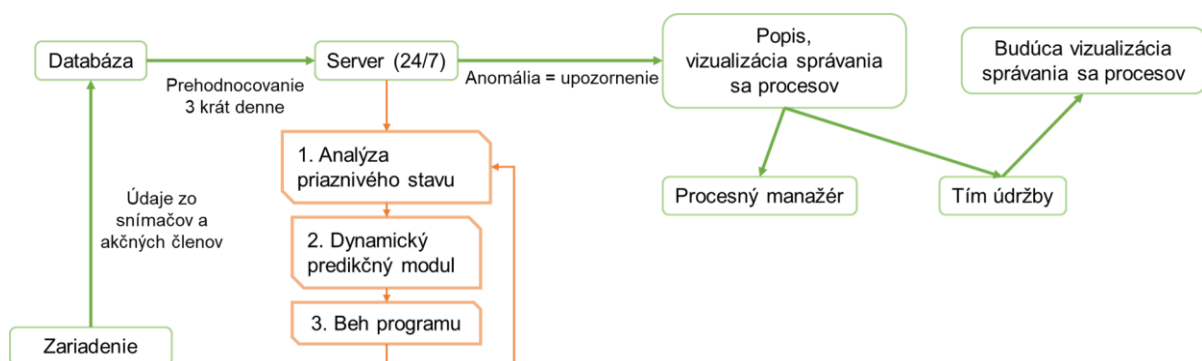 Databáza
Prehodnocovanie
3 krát denne
Server (24/7)
Anomália = upozornenie
Popis,
vizualizácia správania
sa procesov
Budúca vizualizácia
správania sa procesov
1. Analýza
priaznivého stavu
Procesný manažér
Tím údržby
Údaje zo
snímačov a
akčných členov
2. Dynamický
predikčný modul
3. Beh programu
Zariadenie